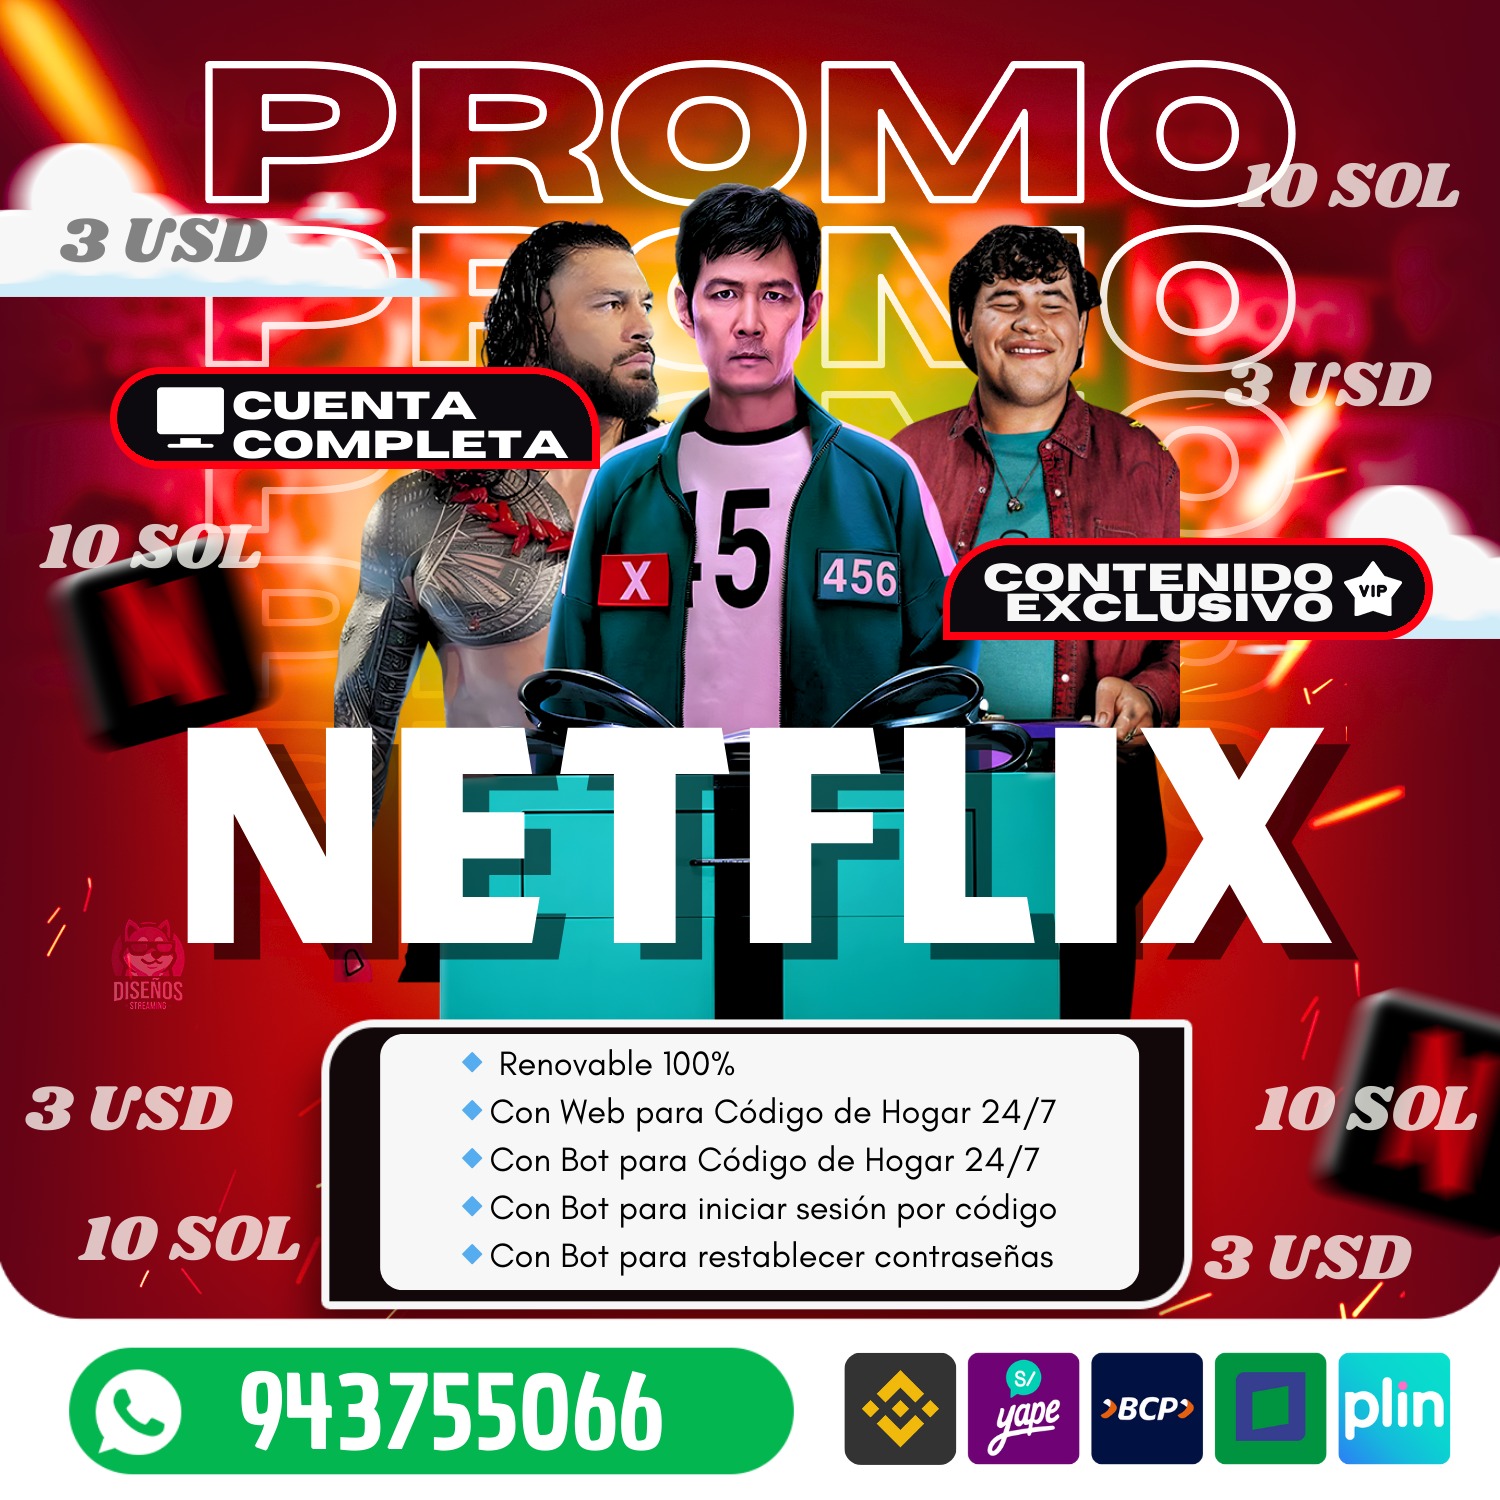 PROMO
10 SOL
3 USD
PROMO
3 USD
CUENTA
COMPLETA
10 SOL
45
X
456
CONTENIDO
EXCLUSIVO
VIP
N
NETFLIX
DISEÑOS
STREAMING
Renovable 100%
3 USD
Con Web para Código de Hogar 24/7
10 SOL
N
Con Bot para Código de Hogar 24/7
Con Bot para iniciar sesión por código
10 SOL
3 USD
Con Bot para restablecer contraseñas
943755066
S/
yape
BCP
plin